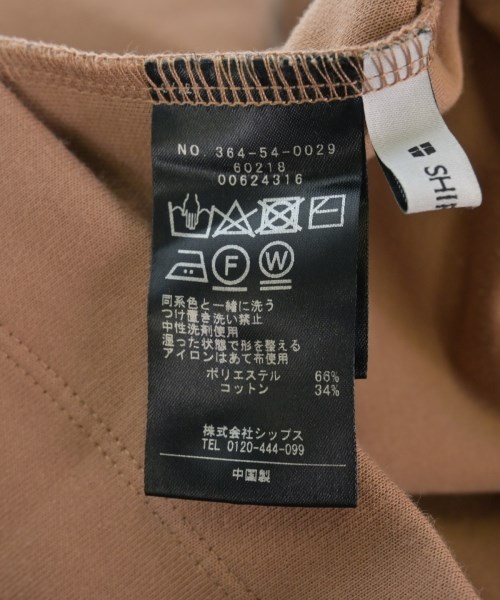 NO. 364-54-0029
60218
00624316
F W
同系色と一緒に洗う
つけ置き洗い禁止
中性洗剤使用
湿った状態で形を整える
アイロンはあて布使用
ポリエステル 66%
コットン 34%
株式会社シップス
TEL 0120-444-099
中国製
SHI